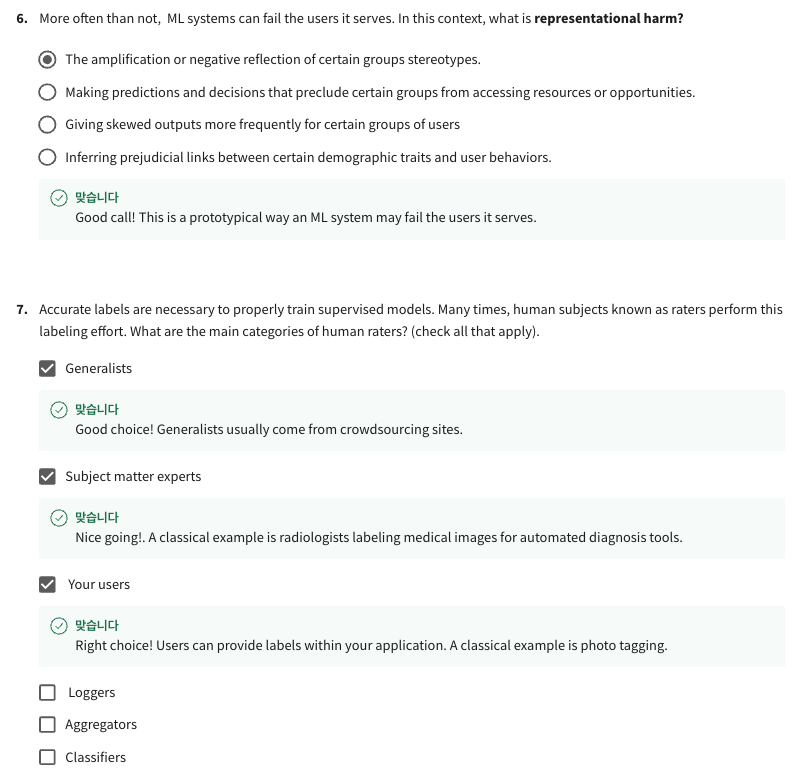 6. More often than not, ML systems can fail the users it serves. In this context, what is representational harm?
The amplification or negative reflection of certain groups stereotypes.
Making predictions and decisions that preclude certain groups from accessing resources or opportunities.
Giving skewed outputs more frequently for certain groups of users
Inferring prejudicial links between certain demographic traits and user behaviors.
맞습니다
Good call! This is a prototypical way an ML system may fail the users it serves.
7. Accurate labels are necessary to properly train supervised models. Many times, human subjects known as raters perform this
labeling effort. What are the main categories of human raters? (check all that apply).
Generalists
맞습니다
Good choice! Generalists usually come from crowdsourcing sites.
Subject matter experts
맞습니다
Nice going!. A classical example is radiologists labeling medical images for automated diagnosis tools.
Your users
맞습니다
Right choice! Users can provide labels within your application. A classical example is photo tagging.
Loggers
Aggregators
Classifiers